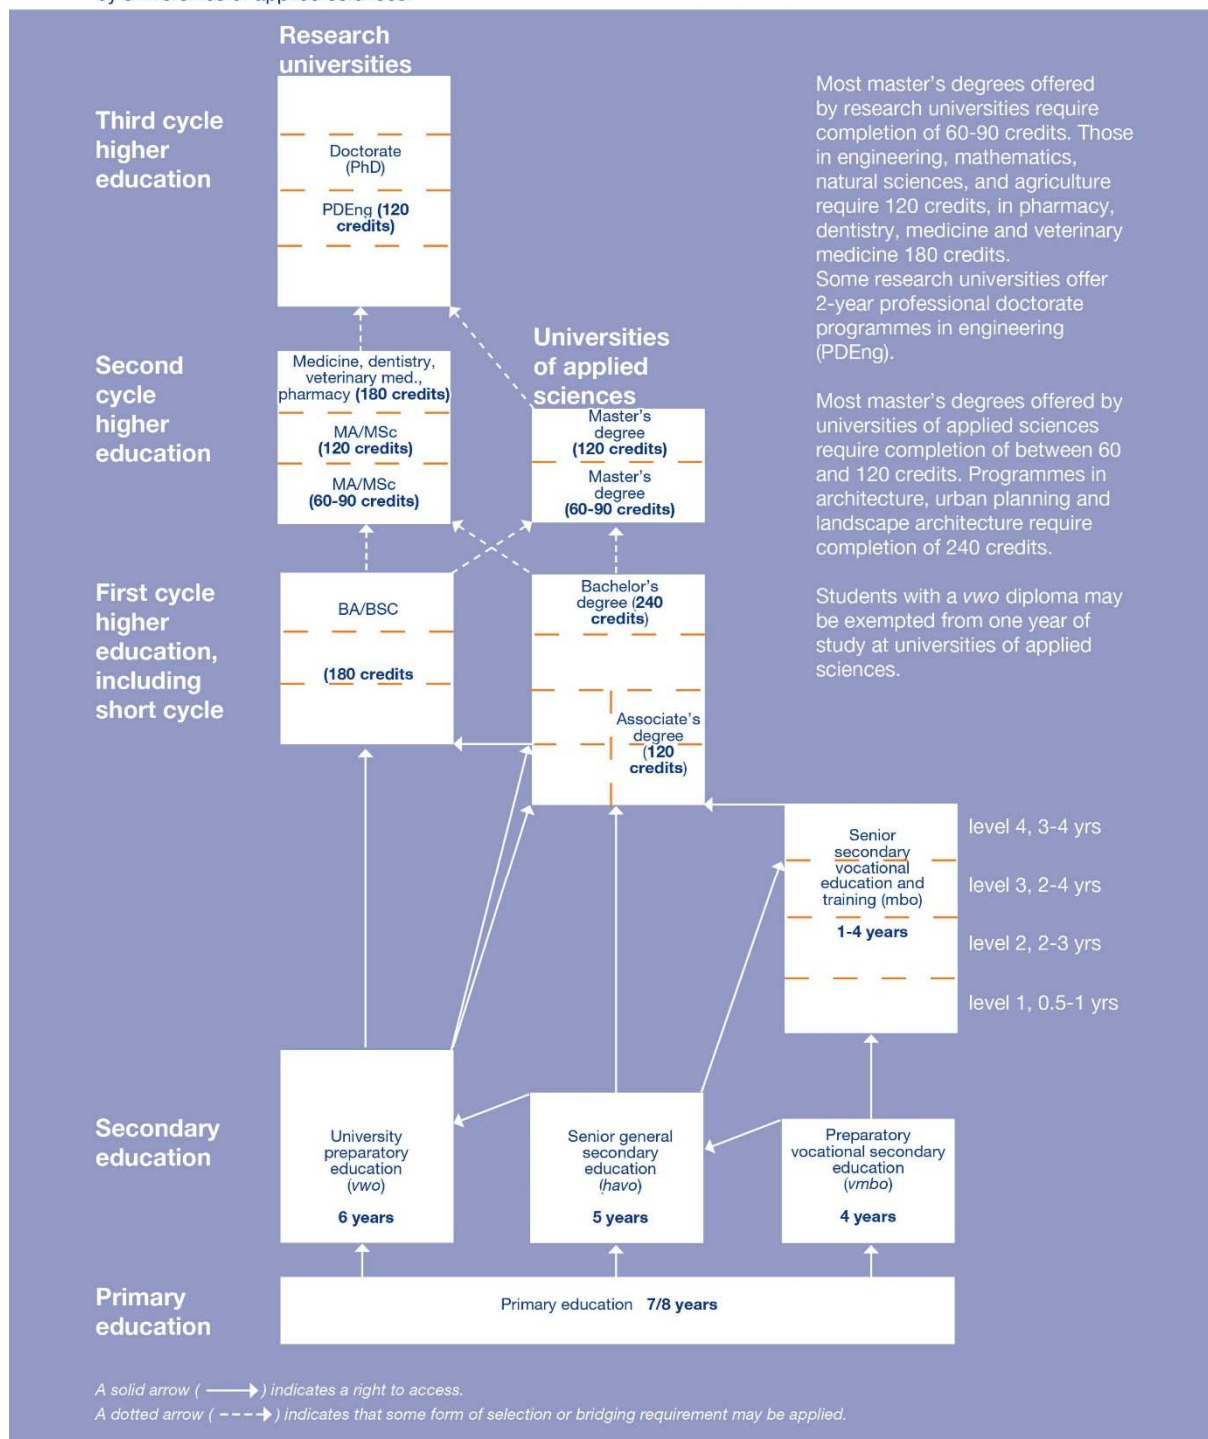 Research
universities
Third cycle
higher
education
Doctorate
(PhD)
PDEng (120
credits)
Most master's degrees offered
by research universities require
completion of 60-90 credits. Those
in engineering, mathematics,
natural sciences, and agriculture
require 120 credits, in pharmacy,
dentistry, medicine and veterinary
medicine 180 credits.
Some research universities offer
2-year professional doctorate
programmes in engineering
(PDEng).
Most master's degrees offered by
universities of applied sciences
require completion of between 60
and 120 credits. Programmes in
architecture, urban planning and
landscape architecture require
completion of 240 credits.
Students with a vwo diploma may
be exempted from one year of
study at universities of applied
sciences.
Universities
of applied
sciences
Second
cycle
higher
education
Medicine, dentistry,
veterinary med.,
pharmacy (180 credits)
MA/MSc
(120 credits)
MA/MSc
(60-90 credits)
Master's
degree
(120 credits)
Master's
degree
(60-90 credits)
First cycle
higher
education,
including
short cycle
BA/BSC
(180 credits
Bachelor's
degree (240
credits)
Associate's
degree
(120
credits)
Senior
secondary
vocational
education and
training (mbo)
1-4 years
level 4, 3-4 yrs
level 3, 2-4 yrs
level 2, 2-3 yrs
level 1, 0.5-1 yrs
Secondary
education
University
preparatory
education
(vwo)
6 years
Senior general
secondary
education
(havo)
5 years
Preparatory
vocational secondary
education
(vmbo)
4 years
Primary
education
Primary education 7/8 years
A solid arrow ( ) indicates a right to access.
A dotted arrow ( ) indicates that some form of selection or bridging requirement may be applied.